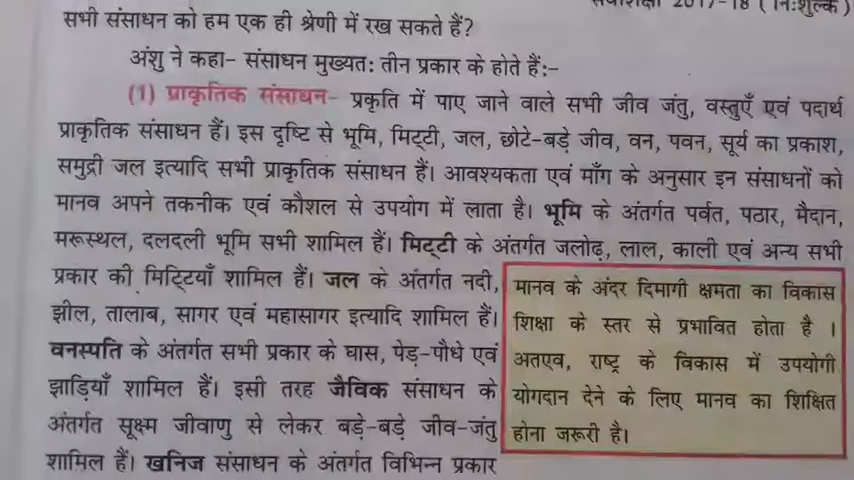 2017-18 (निःशुल्क)
सभी संसाधन को हम एक ही श्रेणी में रख सकते हैं?
अंशु ने कहा- संसाधन मुख्यतः तीन प्रकार के होते हैं:-
(1) प्राकृतिक संसाधन- प्रकृति में पाए जाने वाले सभी जीव जंतु, वस्तुएँ एवं पदार्थ
प्राकृतिक संसाधन हैं। इस दृष्टि से भूमि, मिट्टी, जल, छोटे-बड़े जीव, वन, पवन, सूर्य का प्रकाश,
समुद्री जल इत्यादि सभी प्राकृतिक संसाधन हैं। आवश्यकता एवं माँग के अनुसार इन संसाधनों को
मानव अपने तकनीक एवं कौशल से उपयोग में लाता है। भूमि के अंतर्गत पर्वत, पठार, मैदान,
मरूस्थल, दलदली भूमि सभी शामिल हैं। मिट्टी के अंतर्गत जलोढ़, लाल, काली एवं अन्य सभी
प्रकार की मिट्टियाँ शामिल हैं। जल के अंतर्गत नदी,
झील, तालाब, सागर एवं महासागर इत्यादि शामिल हैं।
वनस्पति के अंतर्गत सभी प्रकार के घास, पेड़-पौधे एवं
झाड़ियाँ शामिल हैं। इसी तरह जैविक संसाधन के
अंतर्गत सूक्ष्म जीवाणु से लेकर बड़े-बड़े जीव-जंतु
शामिल हैं। खनिज संसाधन के अंतर्गत विभिन्न प्रकार
मानव के अंदर दिमागी क्षमता का विकास
शिक्षा के स्तर से प्रभावित होता है ।
अतएव, राष्ट्र के विकास में उपयोगी
योगदान देने के लिए मानव का शिक्षित
होना जरूरी है।